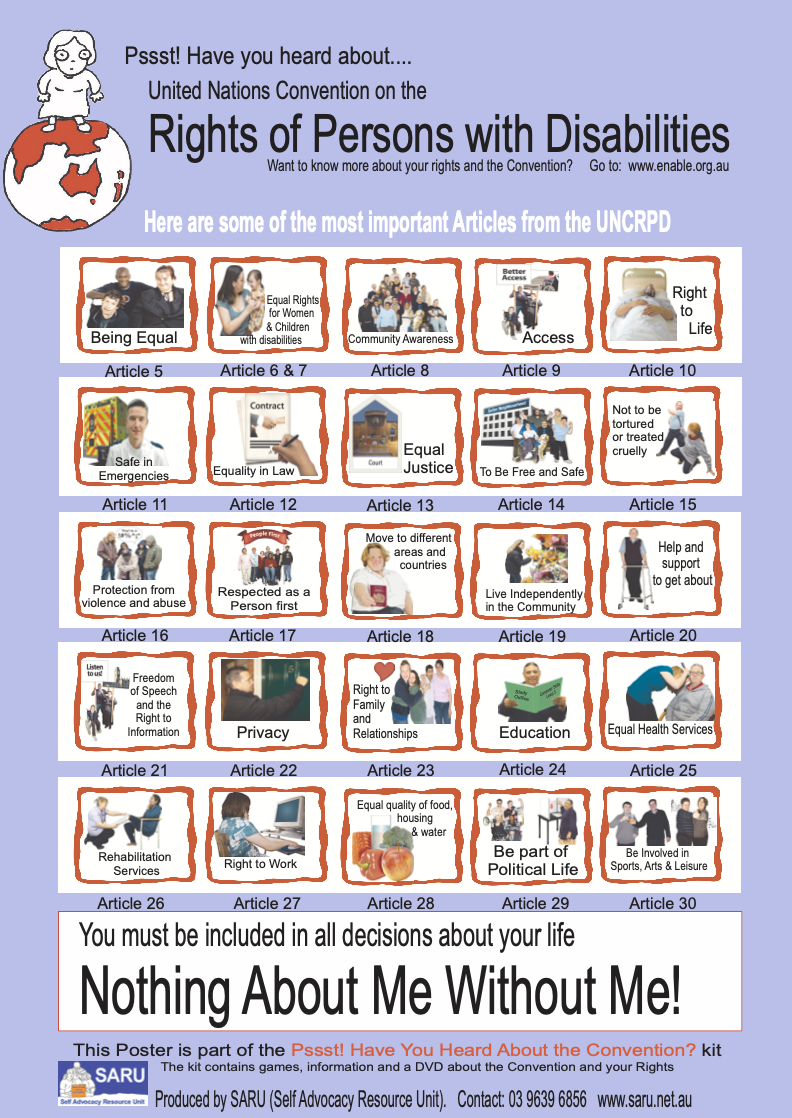 Pssst! Have you heard about....
United Nations Convention on the
Rights of Persons with Disabilities
Want to know more about your rights and the Convention? Go to: www.enable.org.au
Here are some of the most important Articles from the UNCRPD
Being Equal
Equal Rights
for Women
& Children
with disabilities
Community Awareness
Better
Access
Access
Right
to
Life
Article 5
Article 6 & 7
Article 8
Article 9
Article 10
Safe in
Emergencies
Contract
Equality in Law
Court
Equal
Justice
To Be Free and Safe
Not to be
tortured
or treated
cruelly
Article 11
Article 12
Article 13
Article 14
Article 15
Protection from
violence and abuse
People First
Respected as a
Person first
Move to different
areas and
countries
Live Independently
in the Community
Help and
support
to get about
Article 16
Article 17
Article 18
Article 19
Article 20
Listen
to us!
Freedom
of Speech
and the
Right to
Information
Privacy
Right to
Family
and
Relationships
Study
Outline
Education
Equal Health Services
Article 21
Article 22
Article 23
Article 24
Article 25
Rehabilitation
Services
Right to Work
Equal quality of food,
housing
& water
Be part of
Political Life
Be Involved in
Sports, Arts & Leisure
Article 26
Article 27
Article 28
Article 29
Article 30
You must be included in all decisions about your life
Nothing About Me Without Me!
This Poster is part of the Pssst! Have You Heard About the Convention? kit
The kit contains games, information and a DVD about the Convention and your Rights
SARU
Self Advocacy Resource Unit
Produced by SARU (Self Advocacy Resource Unit). Contact: 03 9639 6856 www.saru.net.au